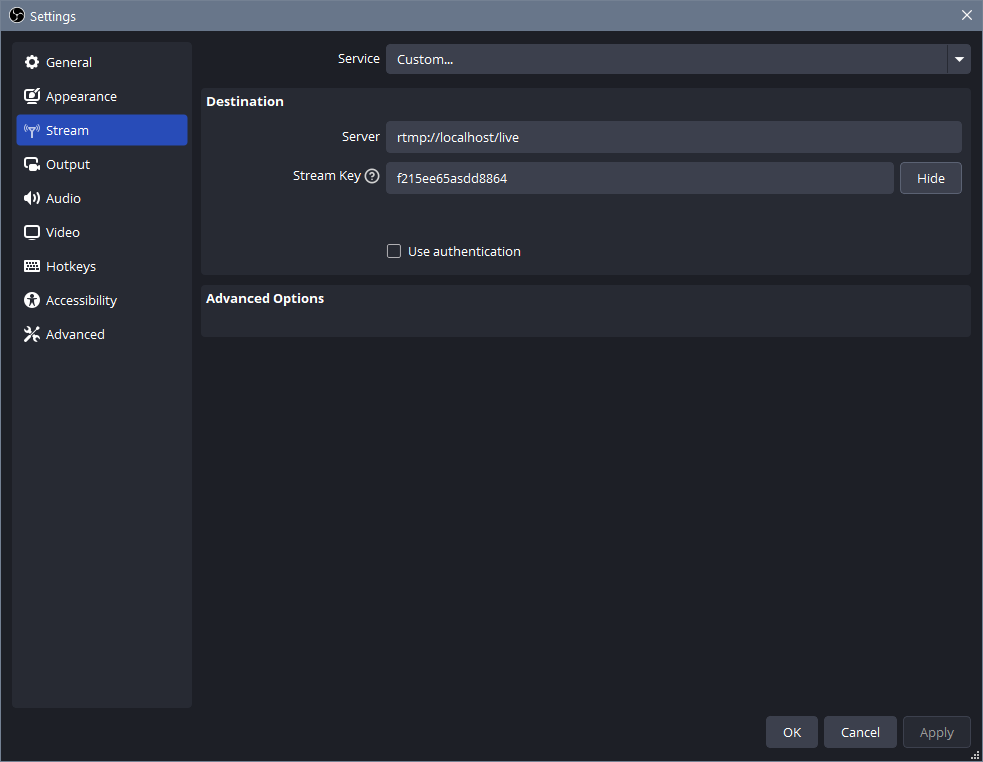 Settings
General
Appearance
Stream
Output
Audio
Video
Hotkeys
Accessibility
Advanced
Service Custom...
Destination
Server rtmp://localhost/live
Stream Key f215ee65asdd8864 Hide
Use authentication
Advanced Options
OK Cancel Apply